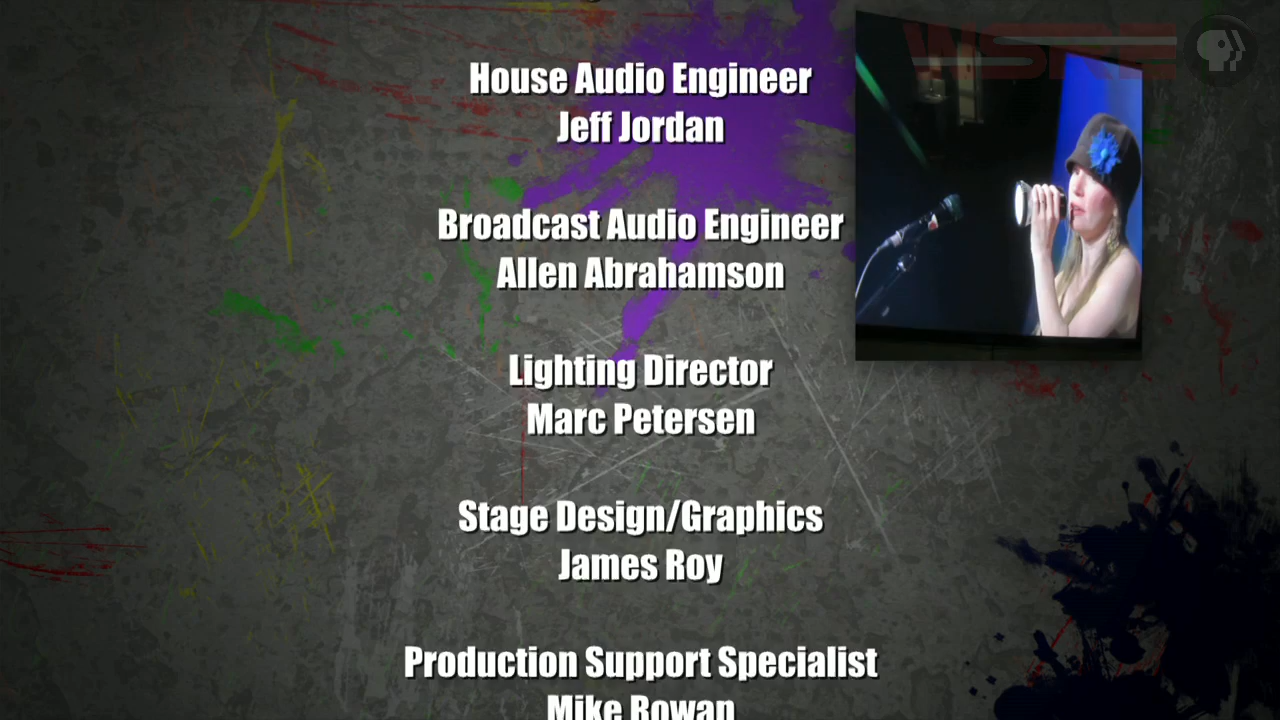 WSRE
House Audio Engineer
Jeff Jordan
Broadcast Audio Engineer
Allen Abrahamson
Lighting Director
Marc Petersen
Stage Design/Graphics
James Roy
Production Support Specialist
Mike Rowan